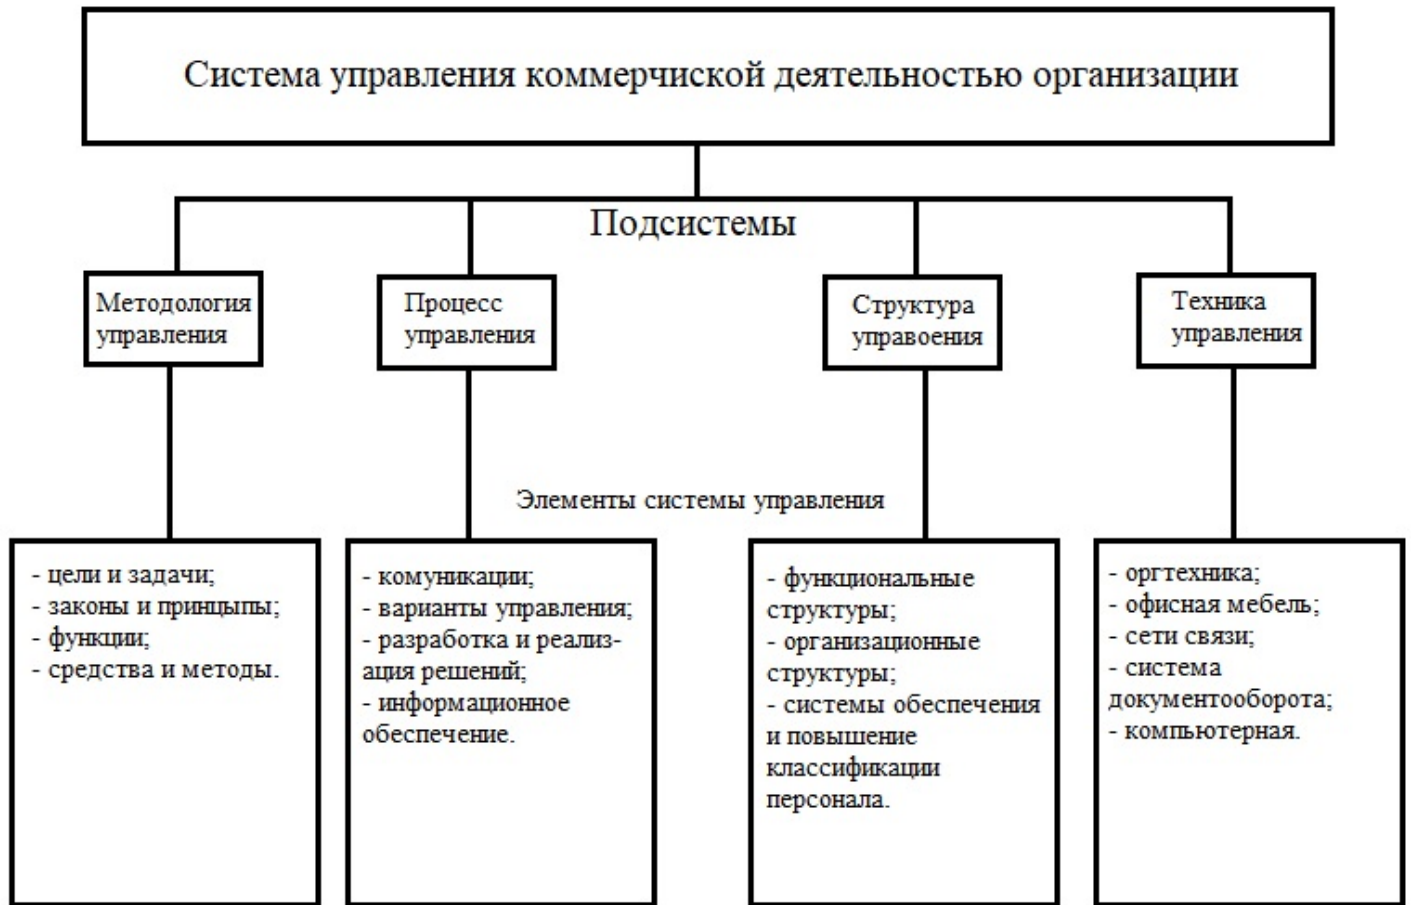 Система управления коммерчиской деятельностью организации
Подсистемы
Методология
управления
Процесс
управления
Структура
управоения
Техника
управления
Элементы системы управления
- цели и задачи;
- законы и принцыпы;
- функции;
- средства и методы.
- комуникации;
- варианты управления;
- разработка и реализ-
ация решений;
- информационное
обеспечение.
- функциональные
структуры;
- организационные
структуры;
- системы обеспечения
и повышение
классификации
персонала.
- оргтехника;
- офисная мебель;
- сети связи;
- система
документооборота;
- компьютерная.